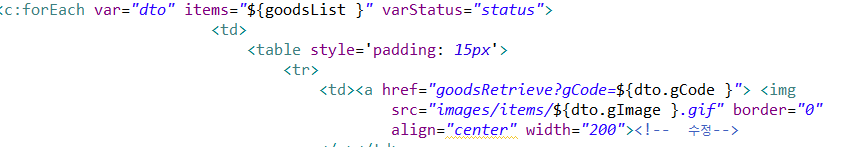 <c:forEach var="dto" items="${goodsList }" varStatus="status">
<td>
<table style='padding: 15px'>
<tr>
<td><a href="goodsRetrieve?gCode=${dto.gCode }"> <img
src="images/items/${dto.gImage }.gif" border="0"
align="center" width="200"><!--  수정-->